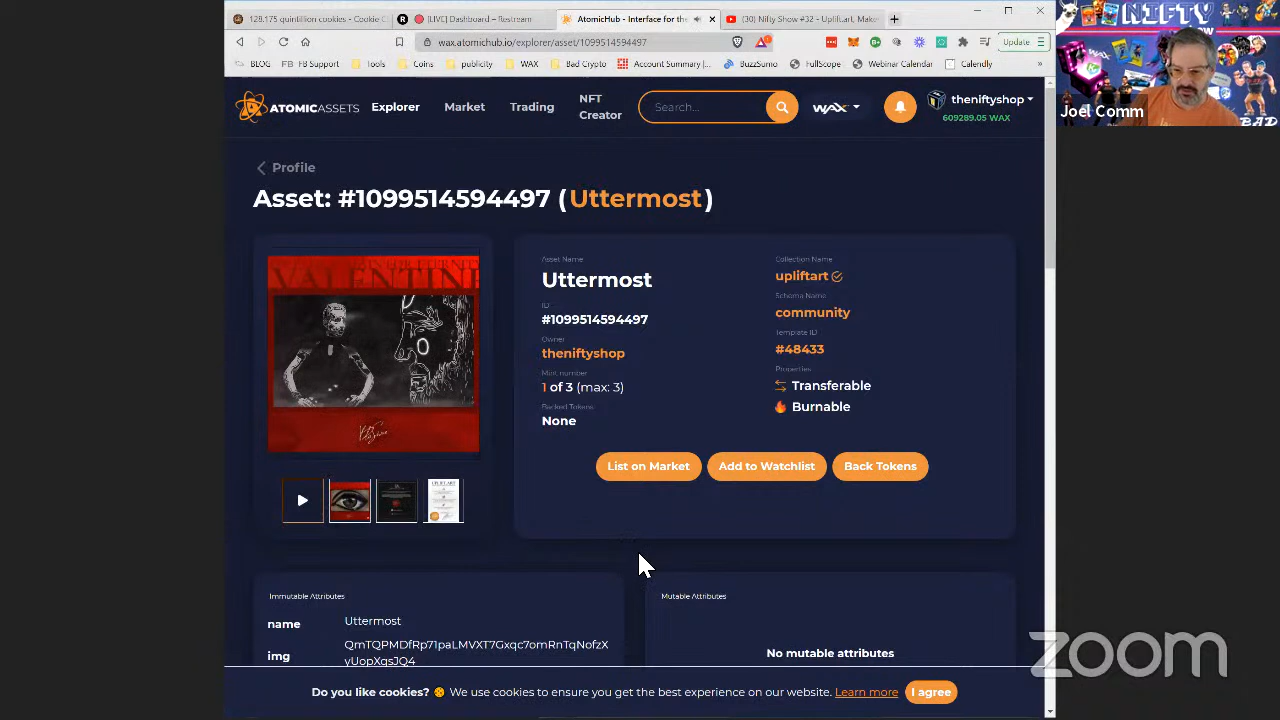 128.175 quintillion cookies - Cookie C
[LIVE] Dashboard - Restream
AtomicHub - Interface for the
(30) Nifty Show #32 - Upliftart, Make
wax.atomichub.io/explorer/asset/1099514594497
Update
BLOG
FB TI Support
Tools
Coins
publicity
WAX
Bad Crypto
Account Summary |...
BuzzSumo
FullScope
Webinar Calendar
Calendly
ATOMICASSETS
Explorer
Market
Trading
NFT
Creator
Search...
WAX
theniftyshop
609289.05 WAX
NIFTY
BAD
Joel Comm
Profile
Asset: #1099514594497 (Uttermost)
Asset Name
Uttermost
ID
#1099514594497
Owner
theniftyshop
Mint number
1 of 3 (max: 3)
Backed Tokens
None
Collection Name
upliftart
Schema Name
community
Template ID
#48433
Properties
Transferable
Burnable
List on Market
Add to Watchlist
Back Tokens
Immutable Attributes
name
Uttermost
img
QmTQPMDfRp71paLMVXT7Gxqc7omRnTqNofzX
yUopXqsJQ4
Mutable Attributes
No mutable attributes
Do you like cookies? We use cookies to ensure you get the best experience on our website. Learn more
I agree
zoom